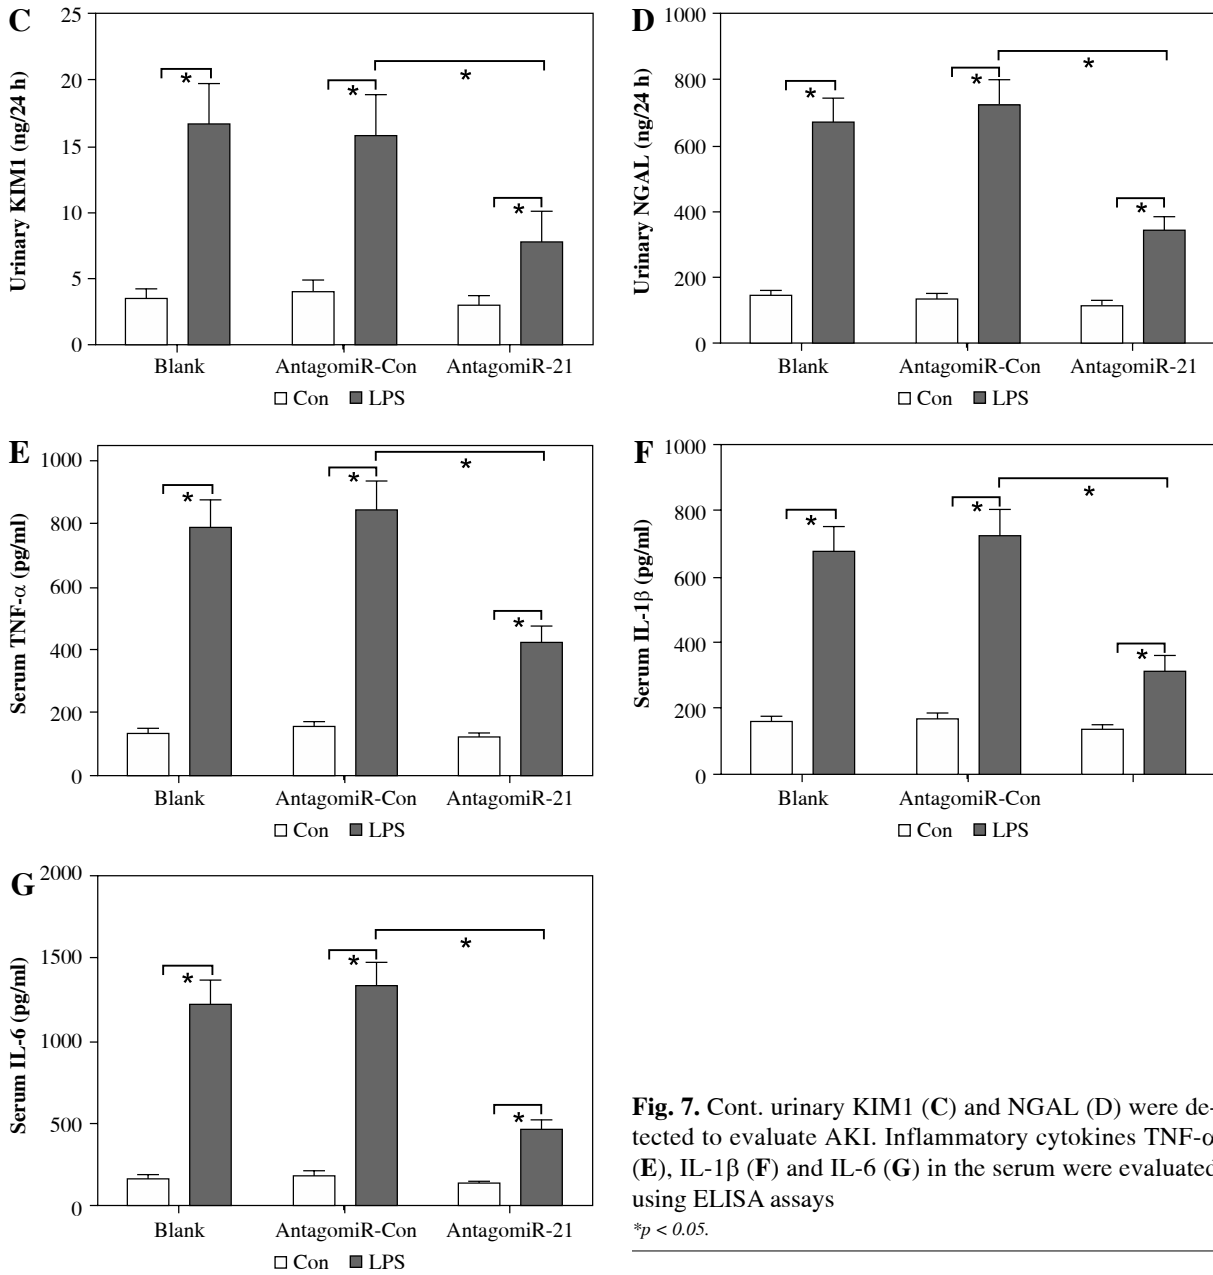 C
Urinary KIM1 (ng/24 h)
25
20
15
10
5
0
*
*
*
*
Blank AntagomiR-Con AntagomiR-21
Con LPS
D
Urinary NGAL (ng/24 h)
1000
800
600
400
200
0
*
*
*
*
Blank AntagomiR-Con AntagomiR-21
Con LPS
E
Serum TNF-α (pg/ml)
1000
800
600
400
200
0
*
*
*
*
Blank AntagomiR-Con AntagomiR-21
Con LPS
F
Serum IL-1β (pg/ml)
1000
800
600
400
200
0
*
*
*
*
Blank AntagomiR-Con
Con LPS
G
Serum IL-6 (pg/ml)
2000
1500
1000
500
0
*
*
*
*
Blank AntagomiR-Con AntagomiR-21
Con LPS
Fig. 7. Cont. urinary KIM1 (C) and NGAL (D) were de-
tected to evaluate AKI. Inflammatory cytokines TNF-α
(E), IL-1β (F) and IL-6 (G) in the serum were evaluated
using ELISA assays
*p < 0.05.